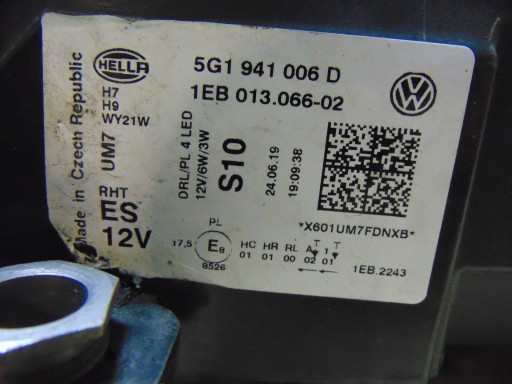 HELLA
5G1 941 006 D
1EB 013.066-02
Made in Czech Republic
H7
H9
WY21W
UM7
RHT
ES
12V
DRL/PL 4 LED
12V/6W/3W
S10
24.06.19
19:09:38
*X601UM7FDNXB*
PL
17,5 E8 HC HR RL A 1
8526 01 01 00 02 01
1EB.2243